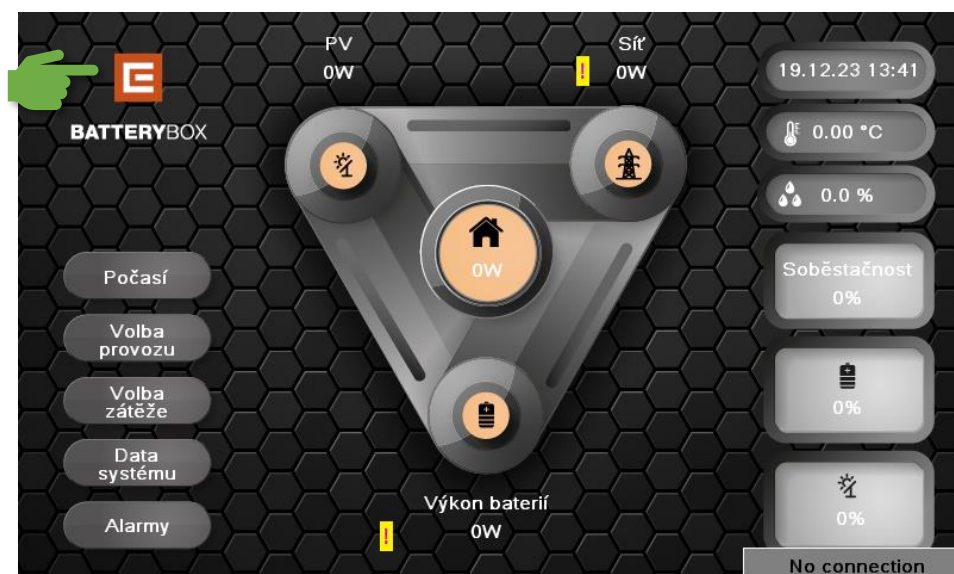 PV
0W
Síť
!
0W
19.12.23 13:41
BATTERYBOX
0.00 °C
0.0 %
0W
Soběstačnost
0%
Počasí
Volba
provozu
Volba
zátěže
Data
systému
Alarmy
0%
Výkon baterií
!
0W
0%
No connection